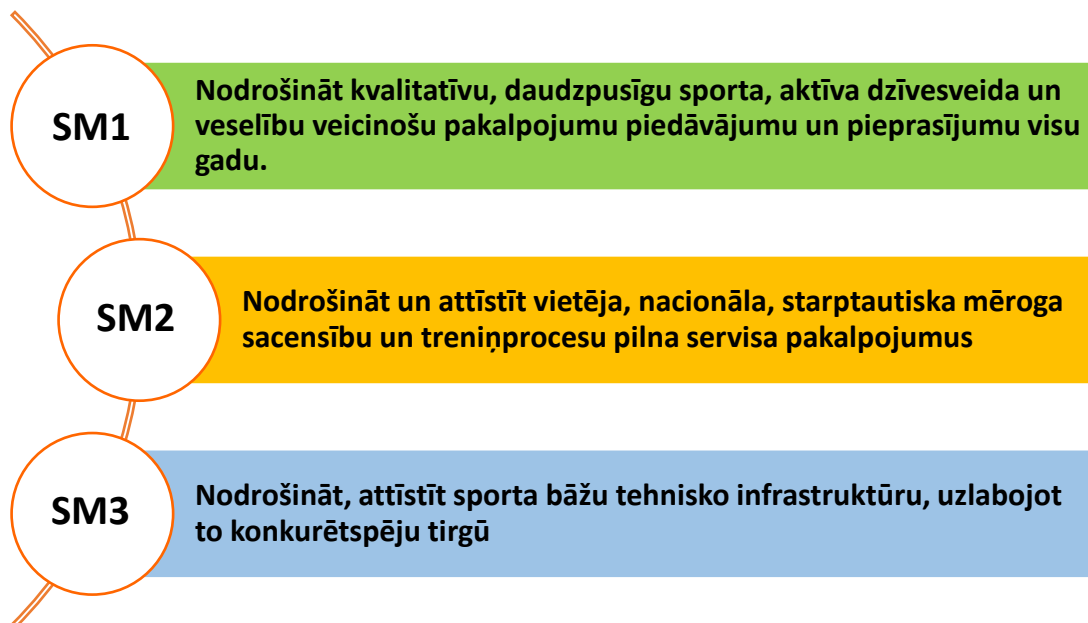 SM1
Nodrošināt kvalitatīvu, daudzpusīgu sporta, aktīva dzīvesveida un
veselību veicinošu pakalpojumu piedāvājumu un pieprasījumu visu
gadu.
SM2
Nodrošināt un attīstīt vietēja, nacionāla, starptautiska mēroga
sacensību un treniņprocesu pilna servisa pakalpojumus
SM3
Nodrošināt, attīstīt sporta bāžu tehnisko infrastruktūru, uzlabojot
to konkurētspēju tirgū